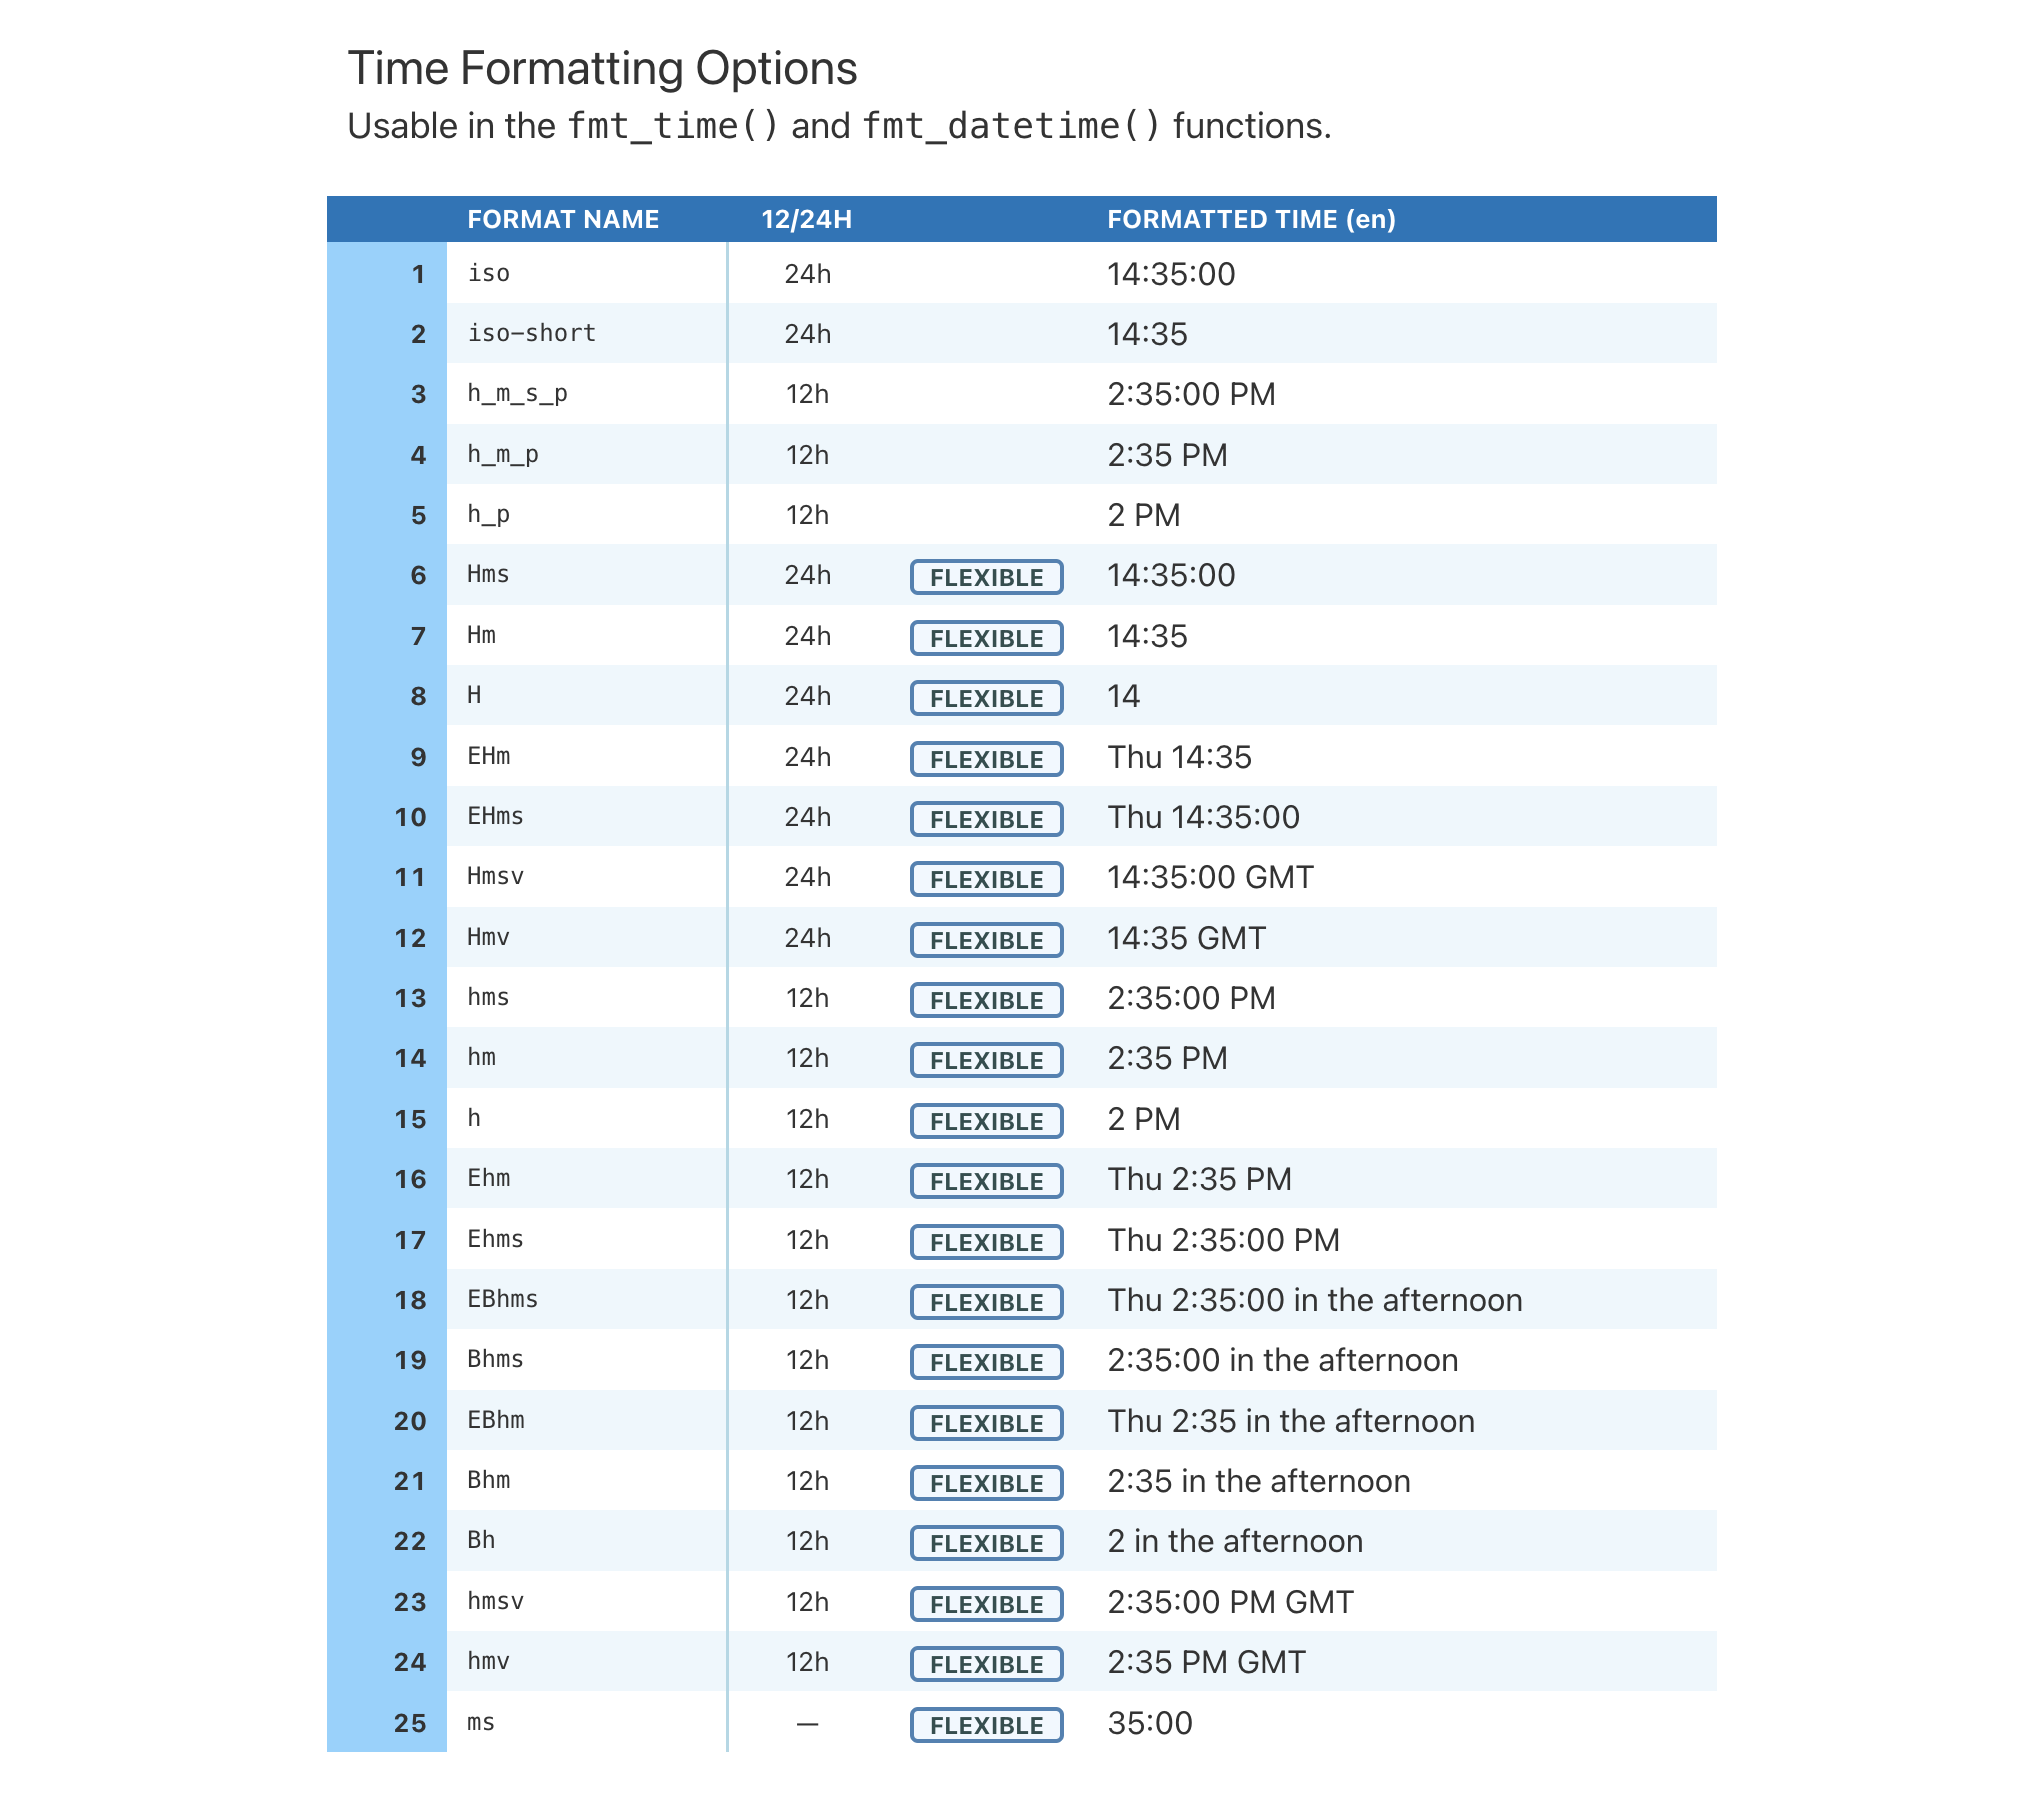 Time Formatting Options
Usable in the fmt_time() and fmt_datetime() functions.
FORMAT NAME 12/24H FORMATTED TIME (en)
1 iso 24h 14:35:00
2 iso-short 24h 14:35
3 h_m_s_p 12h 2:35:00 PM
4 h_m_p 12h 2:35 PM
5 h_p 12h 2 PM
6 Hms 24h FLEXIBLE 14:35:00
7 Hm 24h FLEXIBLE 14:35
8 H 24h FLEXIBLE 14
9 EHm 24h FLEXIBLE Thu 14:35
10 EHms 24h FLEXIBLE Thu 14:35:00
11 Hmsv 24h FLEXIBLE 14:35:00 GMT
12 Hmv 24h FLEXIBLE 14:35 GMT
13 hms 12h FLEXIBLE 2:35:00 PM
14 hm 12h FLEXIBLE 2:35 PM
15 h 12h FLEXIBLE 2 PM
16 Ehm 12h FLEXIBLE Thu 2:35 PM
17 Ehms 12h FLEXIBLE Thu 2:35:00 PM
18 EBhms 12h FLEXIBLE Thu 2:35:00 in the afternoon
19 Bhms 12h FLEXIBLE 2:35:00 in the afternoon
20 EBhm 12h FLEXIBLE Thu 2:35 in the afternoon
21 Bhm 12h FLEXIBLE 2:35 in the afternoon
22 Bh 12h FLEXIBLE 2 in the afternoon
23 hmsv 12h FLEXIBLE 2:35:00 PM GMT
24 hmv 12h FLEXIBLE 2:35 PM GMT
25 ms — FLEXIBLE 35:00